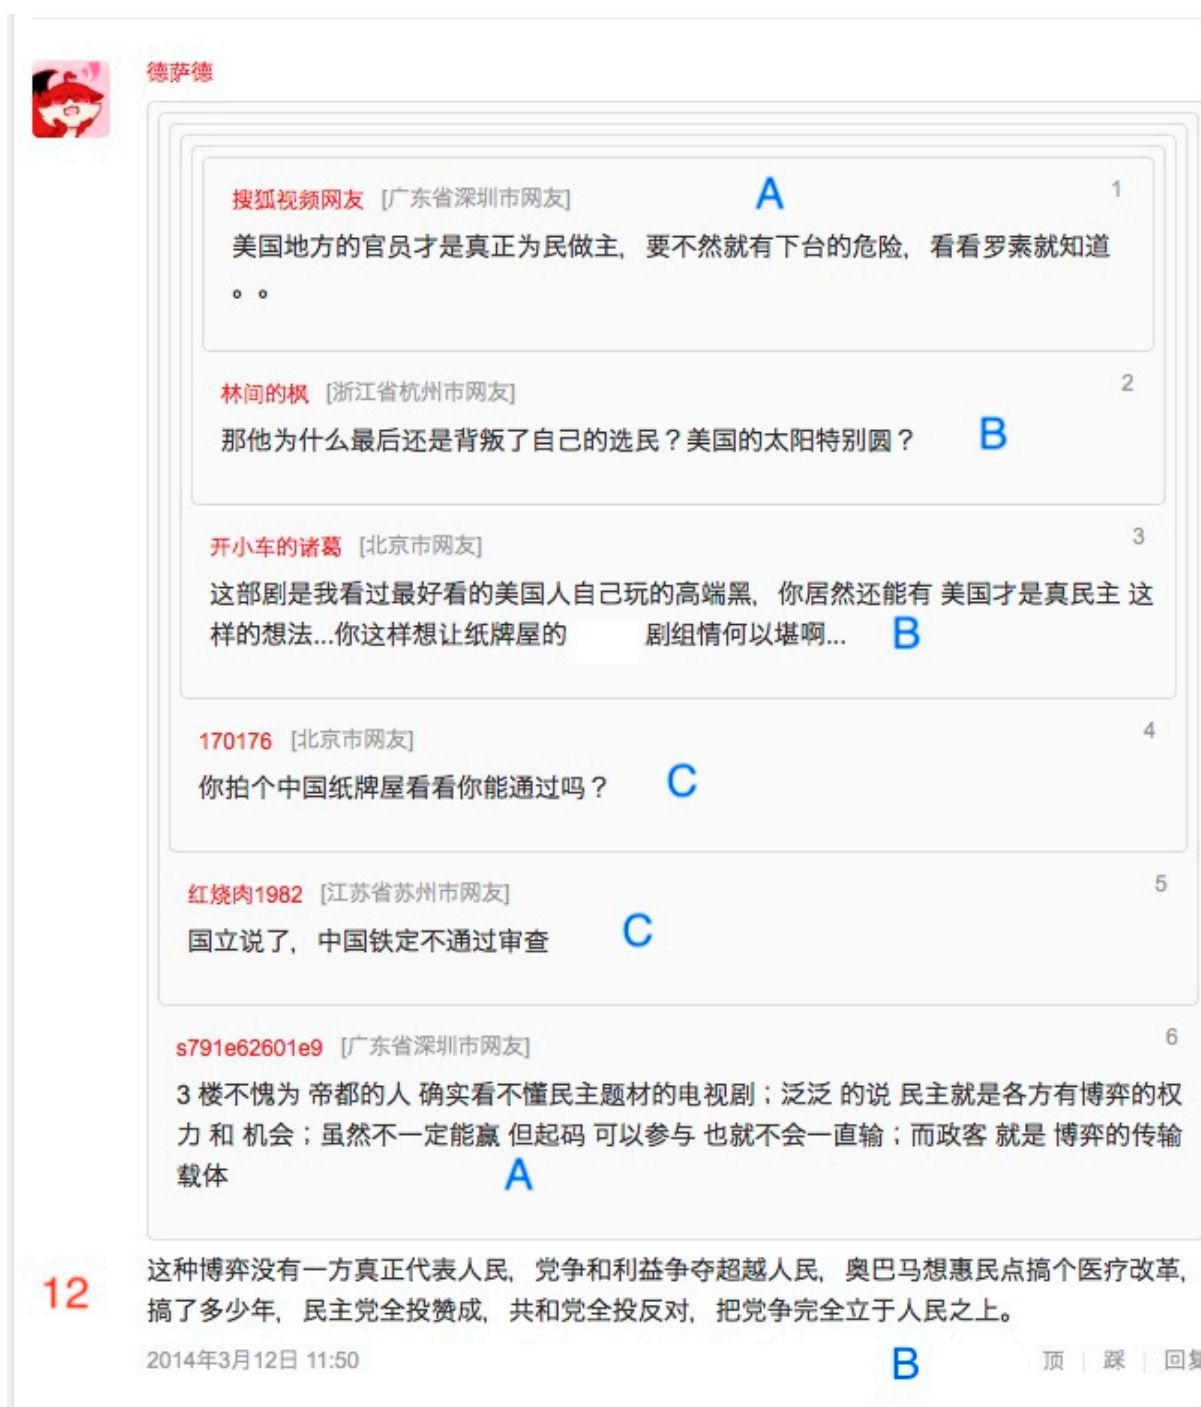 德萨德
搜狐视频网友 [广东省深圳市网友] A 1
美国地方的官员才是真正为民做主，要不然就有下台的危险，看看罗素就知道
。。
林间的枫 [浙江省杭州市网友] 2
那他为什么最后还是背叛了自己的选民？美国的太阳特别圆？ B
开小车的诸葛 [北京市网友] 3
这部剧是我看过最好看的美国人自己玩的高端黑，你居然还能有 美国才是真民主 这
样的想法...你这样想让纸牌屋的 剧组情何以堪啊... B
170176 [北京市网友] 4
你拍个中国纸牌屋看看你能通过吗？ C
红烧肉1982 [江苏省苏州市网友] 5
国立说了，中国铁定不通过审查 C
s791e62601e9 [广东省深圳市网友] 6
3 楼不愧为 帝都的人 确实看不懂民主题材的电视剧；泛泛 的说 民主就是各方有博弈的权
力 和 机会；虽然不一定能赢 但起码 可以参与 也就不会一直输；而政客 就是 博弈的传输
载体 A
这种博弈没有一方真正代表人民，党争和利益争夺超越人民，奥巴马想惠民点搞个医疗改革，
12 搞了多少年，民主党全投赞成，共和党全投反对，把党争完全立于人民之上。
2014年3月12日 11:50 B 顶 | 踩 | 回复